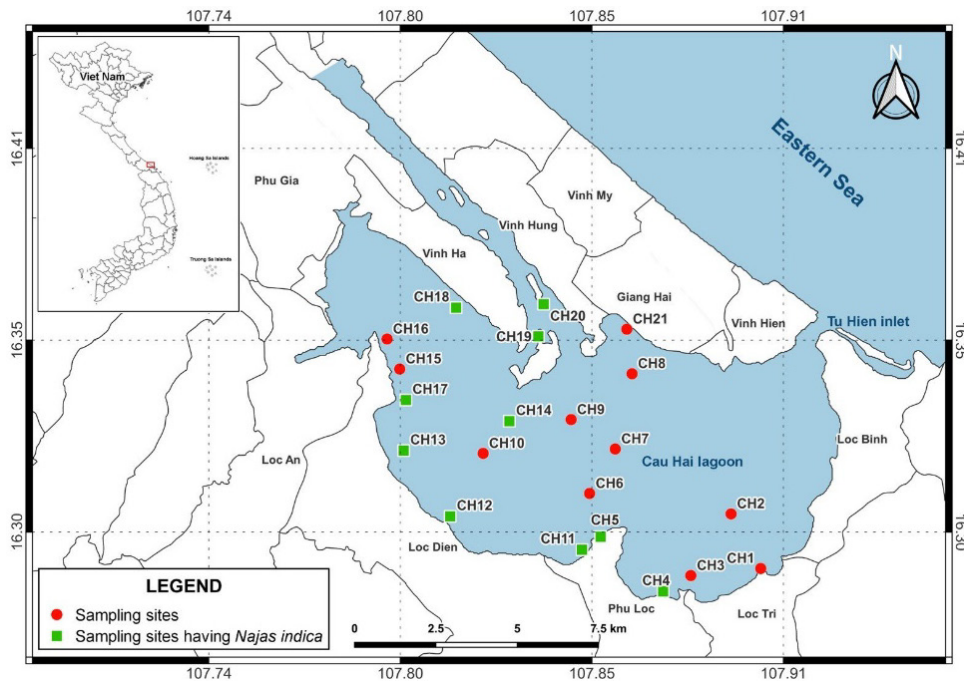 107.74 107.80 107.85 107.91
N
Viet Nam
Hoang Sa Islands
Truong Sa Islands
Eastern Sea
16.41 16.41
Phu Gia
Vinh My
Vinh Hung
Vinh Ha
CH18
CH20
Giang Hai
CH21
Vinh Hien
Tu Hien inlet
CH16
CH19
16.35 16.35
CH15
CH8
CH17
CH14
CH9
CH13
CH10
CH7
Loc Binh
Loc An
Cau Hai lagoon
CH6
CH12
CH2
CH5
16.30 16.30
Loc Dien
CH11
CH3
CH1
CH4
Phu Loc
Loc Tri
LEGEND
Sampling sites
Sampling sites having Najas indica
0 2.5 5 7.5 km
107.74 107.80 107.85 107.91